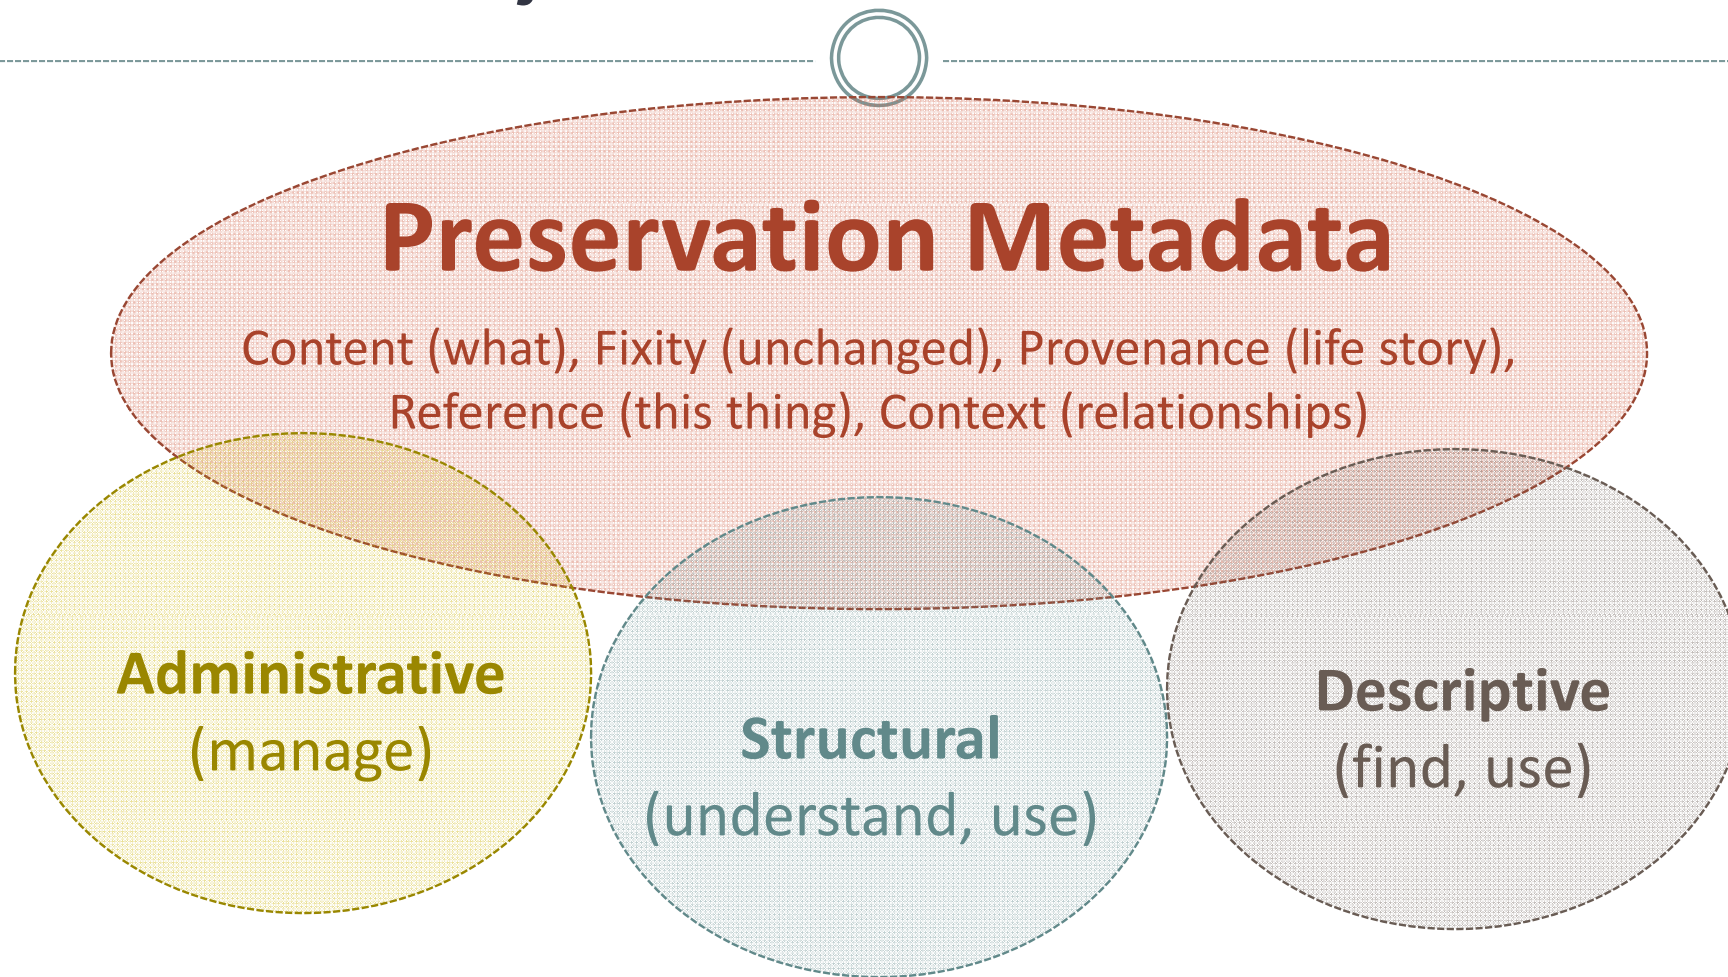 Preservation Metadata
Content (what), Fixity (unchanged), Provenance (life story),
Reference (this thing), Context (relationships)
Administrative
(manage)
Structural
(understand, use)
Descriptive
(find, use)